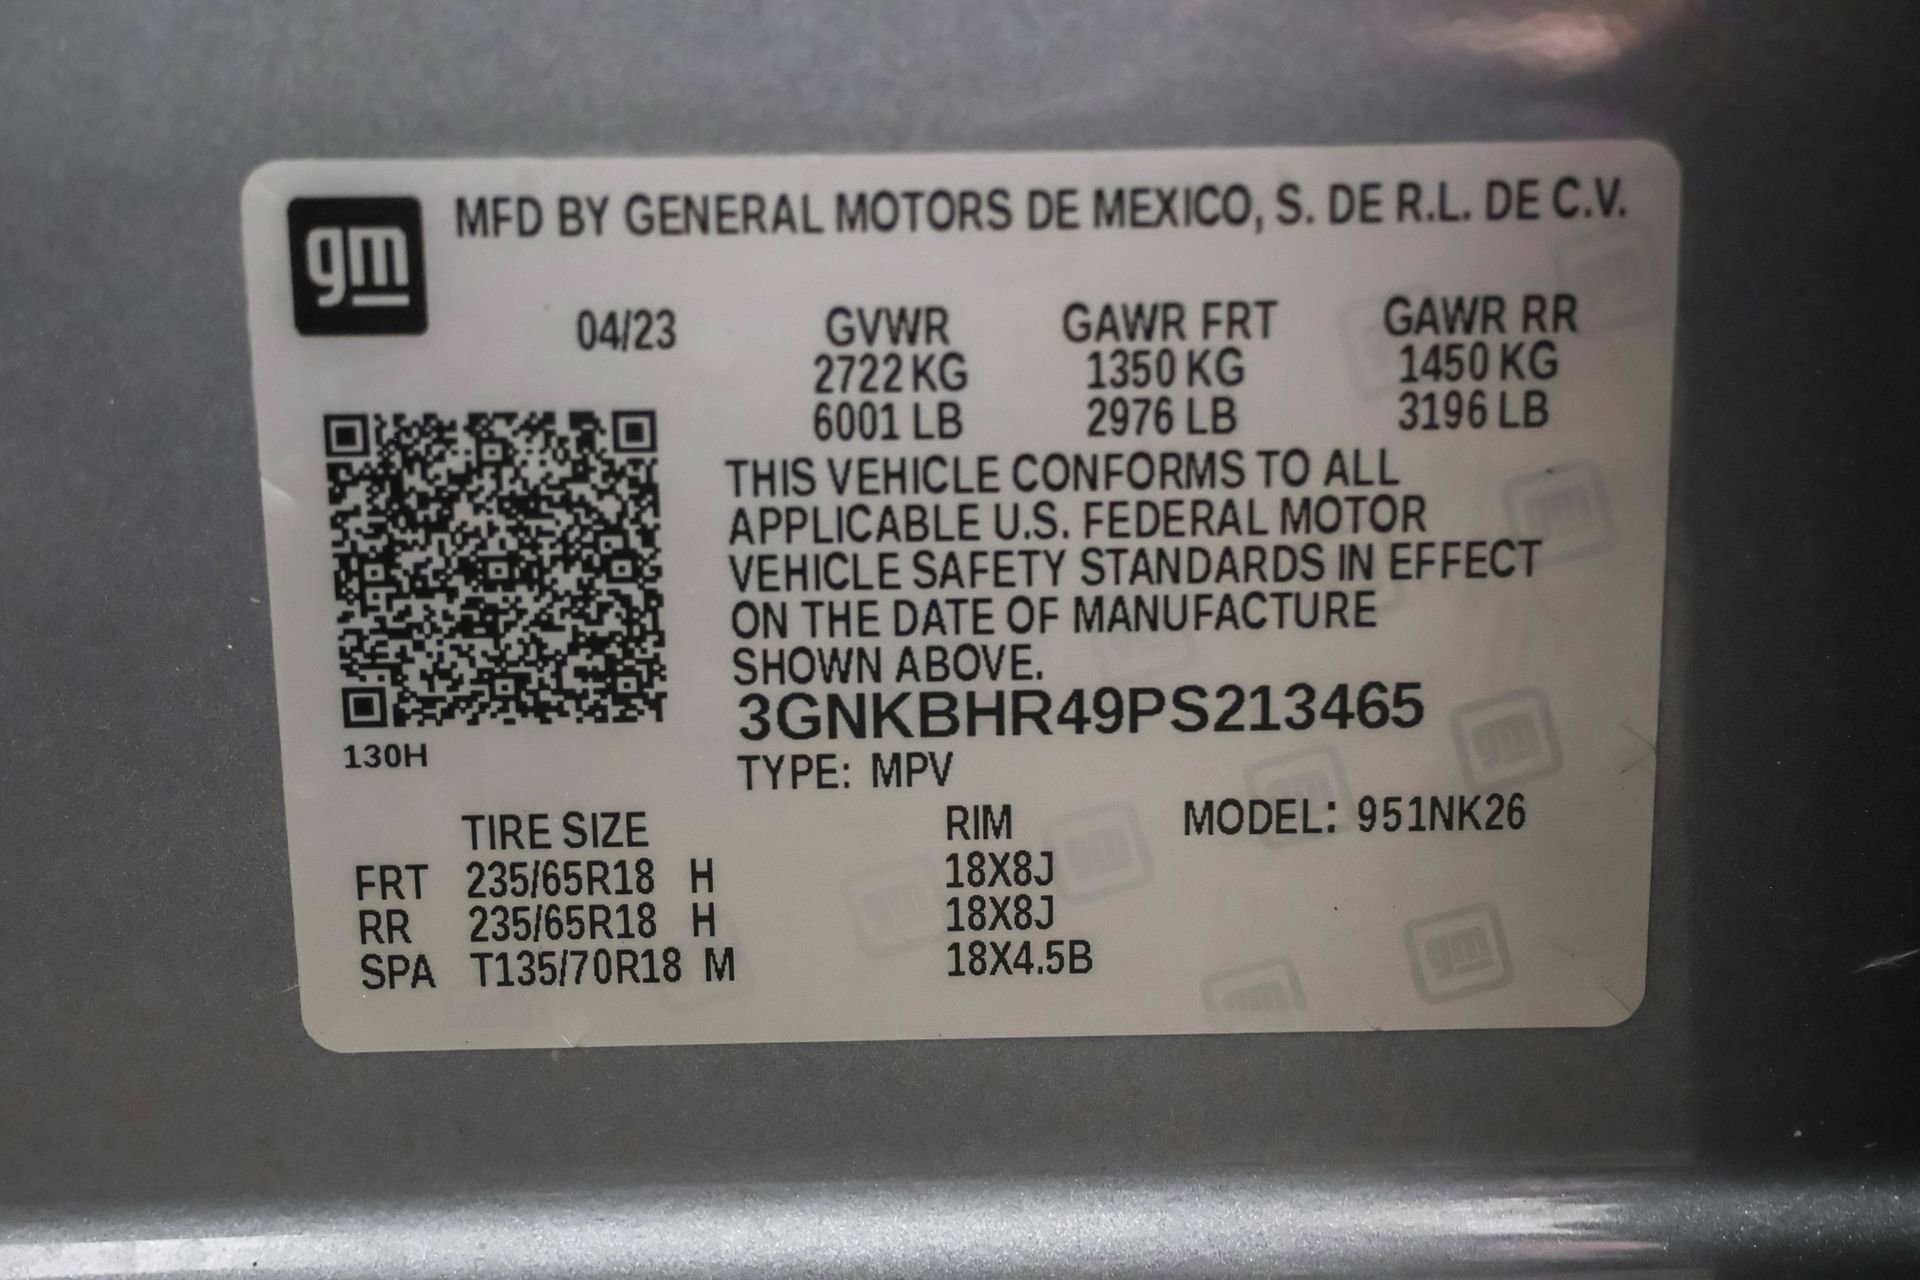 gm MFD BY GENERAL MOTORS DE MEXICO, S. DE R.L. DE C.V.
04/23 GVWR GAWR FRT GAWR RR
2722 KG 1350 KG 1450 KG
6001 LB 2976 LB 3196 LB
THIS VEHICLE CONFORMS TO ALL
APPLICABLE U.S. FEDERAL MOTOR
VEHICLE SAFETY STANDARDS IN EFFECT
ON THE DATE OF MANUFACTURE
SHOWN ABOVE.
3GNKBHR49PS213465
130H
TYPE: MPV
TIRE SIZE RIM MODEL: 951NK26
FRT 235/65R18 H 18X8J
RR 235/65R18 H 18X8J
SPA T135/70R18 M 18X4.5B